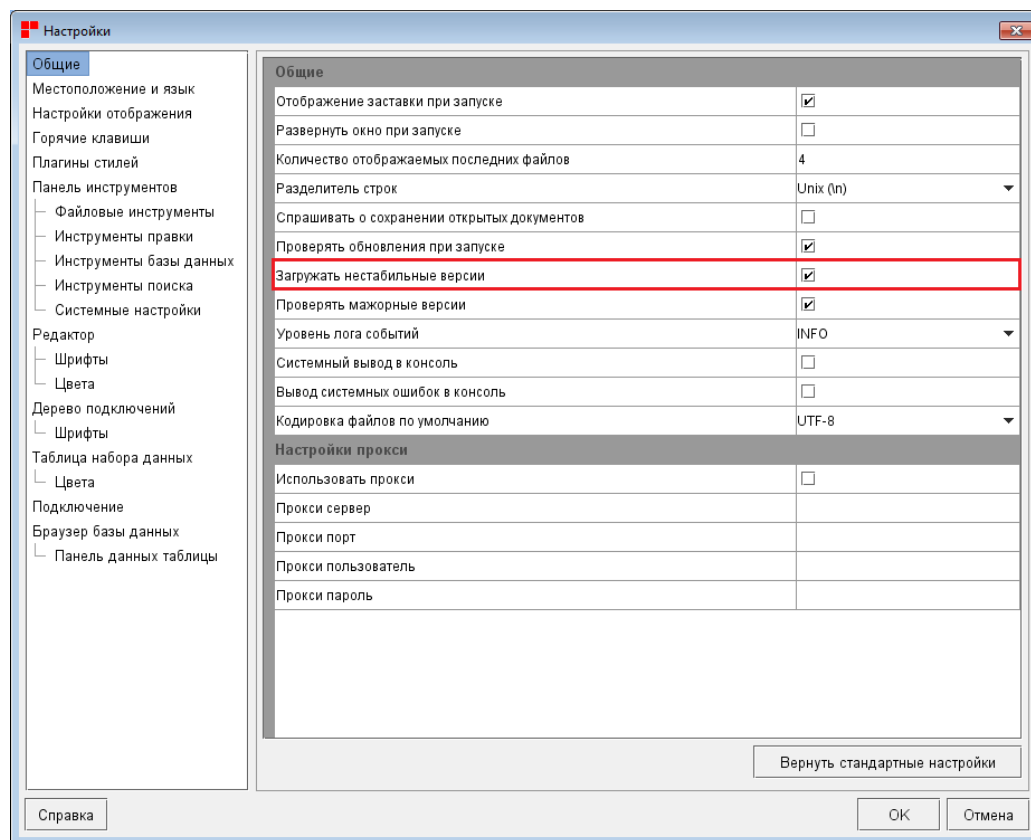 Настройки
Общие
Местоположение и язык
Настройки отображения
Горячие клавиши
Плагины стилей
Панель инструментов
Файловые инструменты
Инструменты правки
Инструменты базы данных
Инструменты поиска
Системные настройки
Редактор
Шрифты
Цвета
Дерево подключений
Шрифты
Таблица набора данных
Цвета
Подключение
Браузер базы данных
Панель данных таблицы
Общие
Отображение заставки при запуске
Развернуть окно при запуске
Количество отображаемых последних файлов 4
Разделитель строк Unix (\n)
Спрашивать о сохранении открытых документов
Проверять обновления при запуске
Загружать нестабильные версии
Проверять мажорные версии
Уровень лога событий INFO
Системный вывод в консоль
Вывод системных ошибок в консоль
Кодировка файлов по умолчанию UTF-8
Настройки прокси
Использовать прокси
Прокси сервер
Прокси порт
Прокси пользователь
Прокси пароль
Вернуть стандартные настройки
Справка OK Отмена